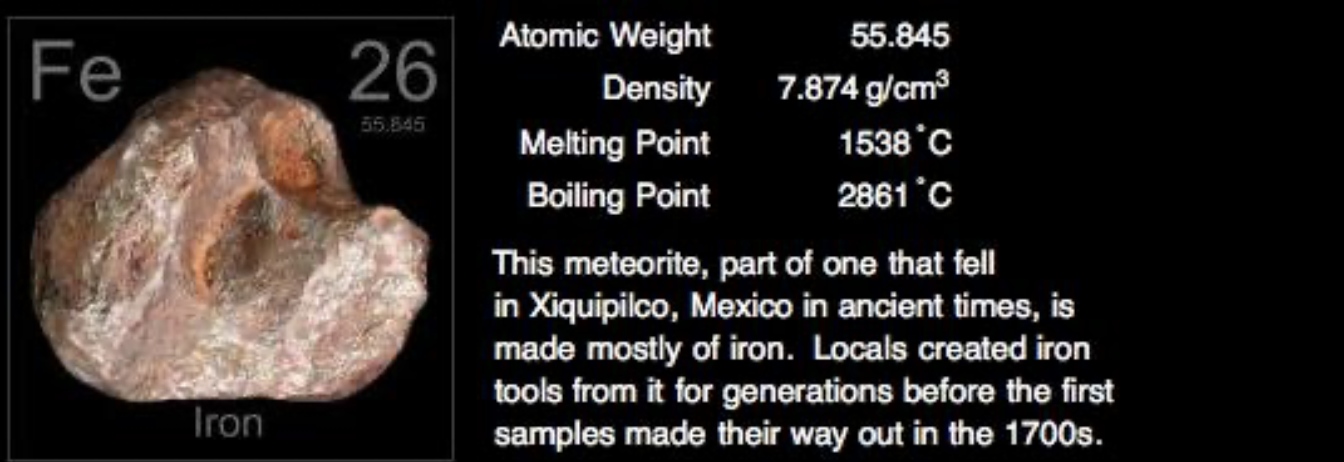 Fe 26
55.845
Iron
Atomic Weight 55.845
Density 7.874 g/cm³
Melting Point 1538 ˚C
Boiling Point 2861 ˚C
This meteorite, part of one that fell
in Xiquipilco, Mexico in ancient times, is
made mostly of iron.  Locals created iron
tools from it for generations before the first
samples made their way out in the 1700s.